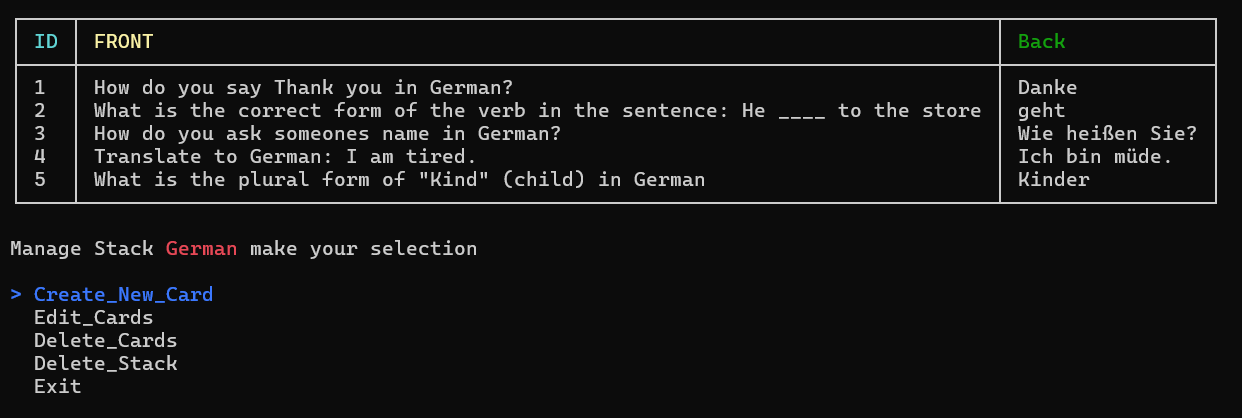 ID FRONT Back
1 How do you say Thank you in German? Danke
2 What is the correct form of the verb in the sentence: He ____ to the store geht
3 How do you ask someones name in German? Wie heißen Sie?
4 Translate to German: I am tired. Ich bin müde.
5 What is the plural form of "Kind" (child) in German Kinder
Manage Stack German make your selection
> Create_New_Card
Edit_Cards
Delete_Cards
Delete_Stack
Exit